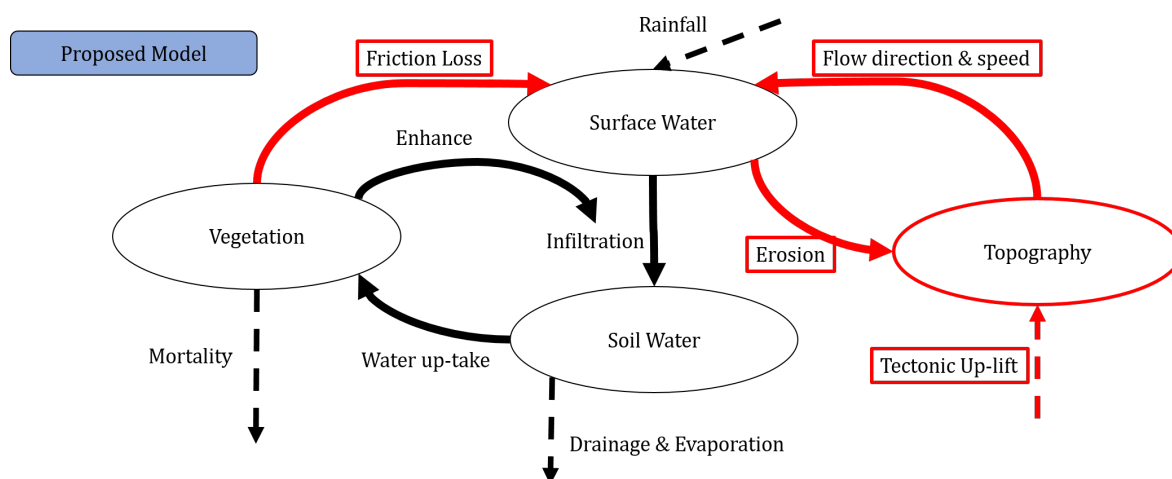 Rainfall
Proposed Model
Friction Loss
Flow direction & speed
Surface Water
Enhance
Vegetation
Infiltration
Erosion
Topography
Soil Water
Mortality
Water up-take
Tectonic Up-lift
Drainage & Evaporation